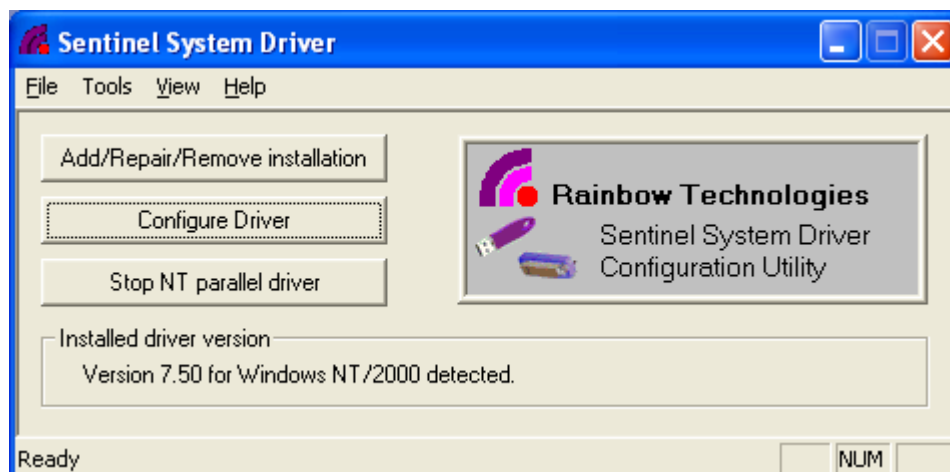 Sentinel System Driver
File Tools View Help
Add/Repair/Remove installation
Configure Driver
Stop NT parallel driver
Rainbow Technologies
Sentinel System Driver
Configuration Utility
Installed driver version
Version 7.50 for Windows NT/2000 detected.
Ready NUM